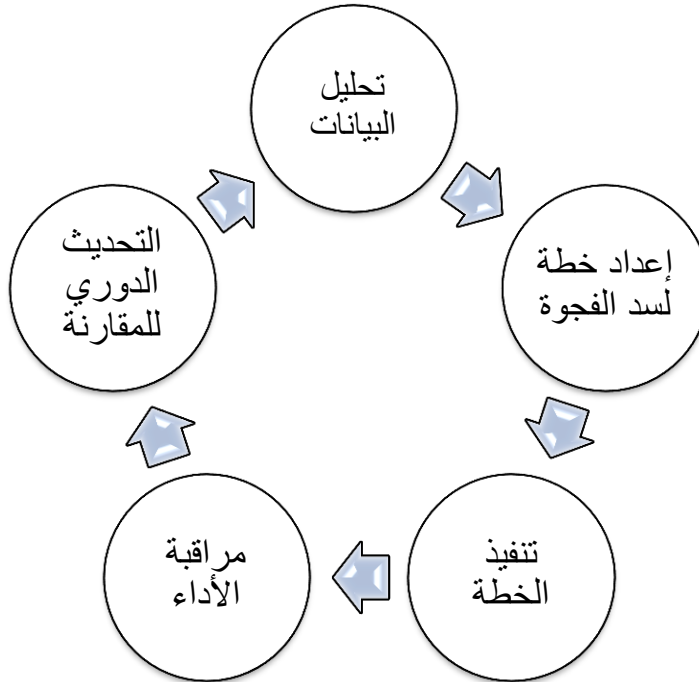 تحليل
البيانات
إعداد خطة
لسد الفجوة
تنفيذ
الخطة
مراقبة
الأداء
التحديث
الدوري
للمقارنة